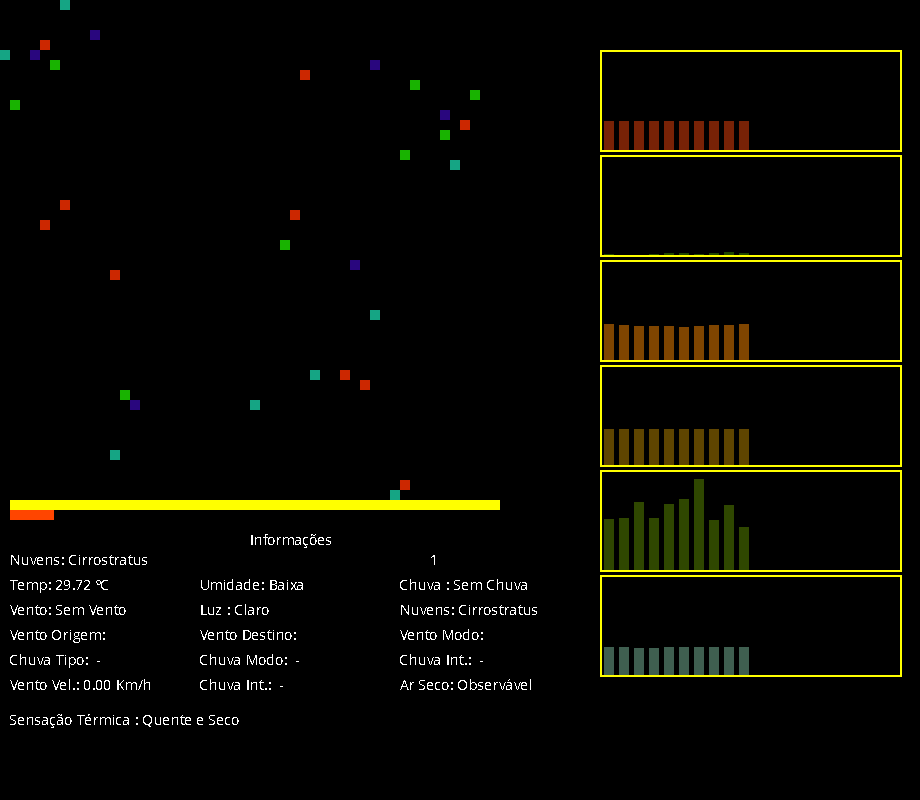 Informações
Nuvens: Cirrostratus 1
Temp: 29.72 ºC Umidade: Baixa Chuva : Sem Chuva
Vento: Sem Vento Luz : Claro Nuvens: Cirrostratus
Vento Origem: Vento Destino: Vento Modo:
Chuva Tipo: - Chuva Modo: - Chuva Int.: -
Vento Vel.: 0.00 Km/h Chuva Int.: - Ar Seco: Observável
Sensação Térmica : Quente e Seco